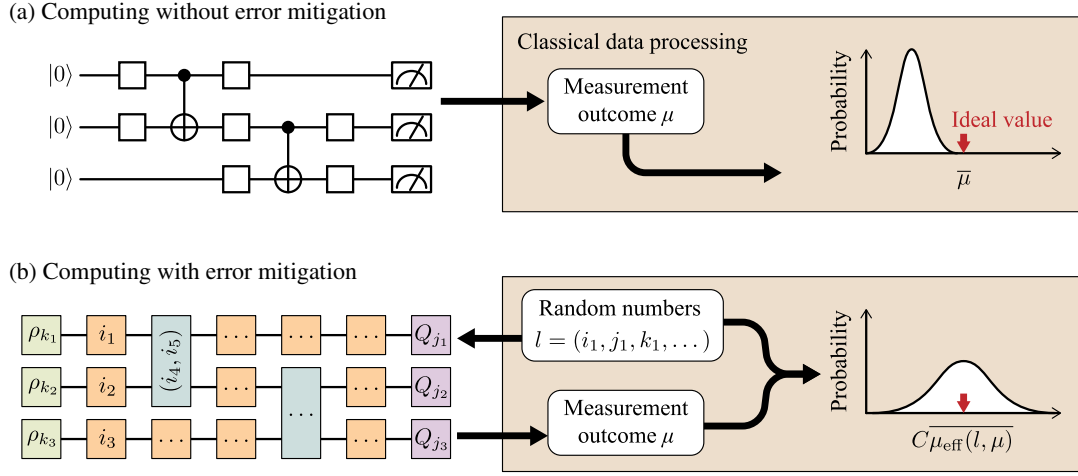 (a) Computing without error mitigation
|0⟩
|0⟩
|0⟩
Classical data processing
Measurement
outcome μ
Probability
Ideal value
μ̅
(b) Computing with error mitigation
ρ_{k_1} i_1 (i_4, i_5) ... ... ... Q_{j_1}
ρ_{k_2} i_2 ... ... ... Q_{j_2}
ρ_{k_3} i_3 ... ... ... Q_{j_3}
Random numbers
l = (i_1, j_1, k_1, ...)
Measurement
outcome μ
Probability
C\overline{μ_{eff}(l, μ)}